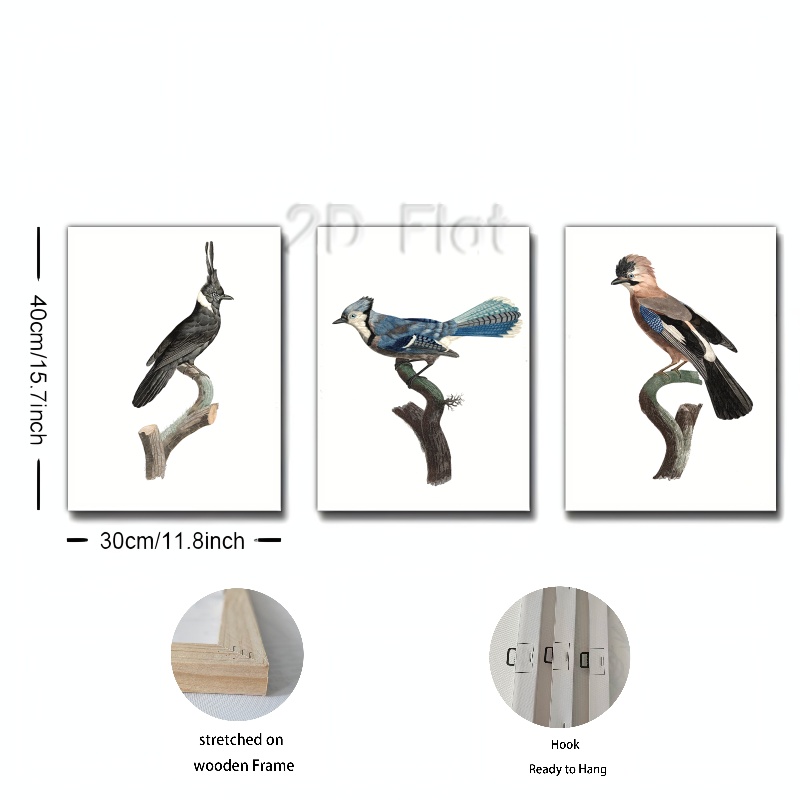 2D Flat
40cm/15.7inch
30cm/11.8inch
stretched on
wooden Frame
Hook
Ready to Hang